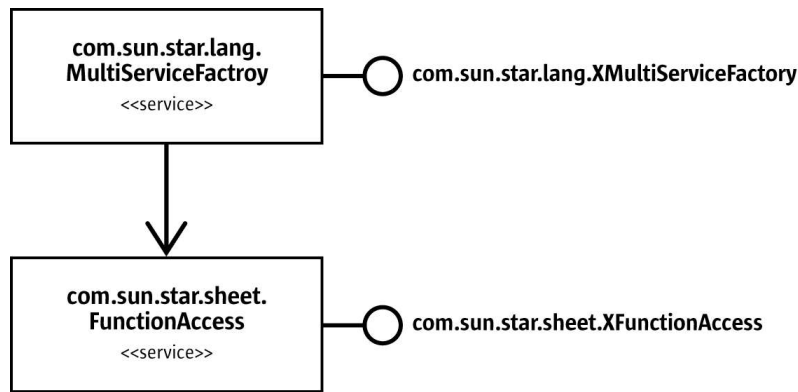 com.sun.star.lang.
MultiServiceFactroy
<<service>>
com.sun.star.lang.XMultiServiceFactory
com.sun.star.sheet.
FunctionAccess
<<service>>
com.sun.star.sheet.XFunctionAccess